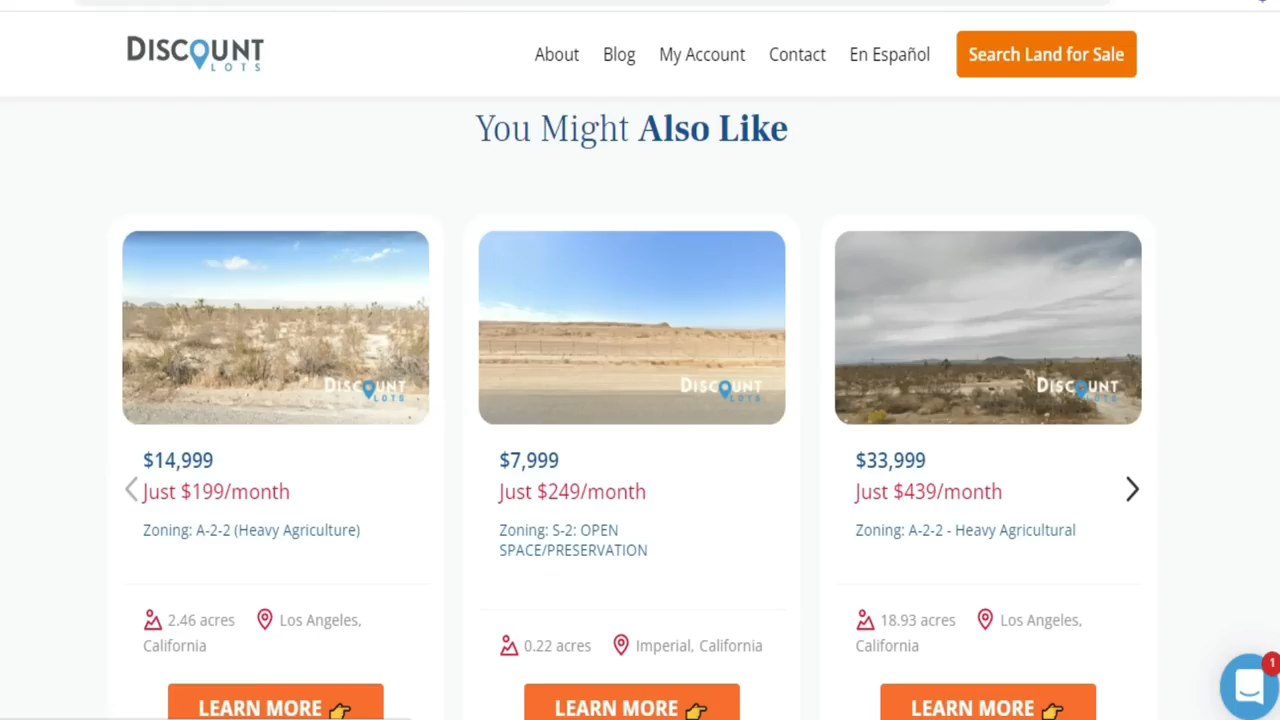 DISCOUNT
LOTS
About Blog My Account Contact En Español Search Land for Sale
You Might Also Like
DISCOUNT
LOTS
DISCOUNT
LOTS
DISCOUNT
LOTS
$14,999
Just $199/month
Zoning: A-2-2 (Heavy Agriculture)
2.46 acres Los Angeles,
California
LEARN MORE
$7,999
Just $249/month
Zoning: S-2: OPEN
SPACE/PRESERVATION
0.22 acres Imperial, California
LEARN MORE
$33,999
Just $439/month
Zoning: A-2-2 - Heavy Agricultural
18.93 acres Los Angeles,
California
LEARN MORE
1